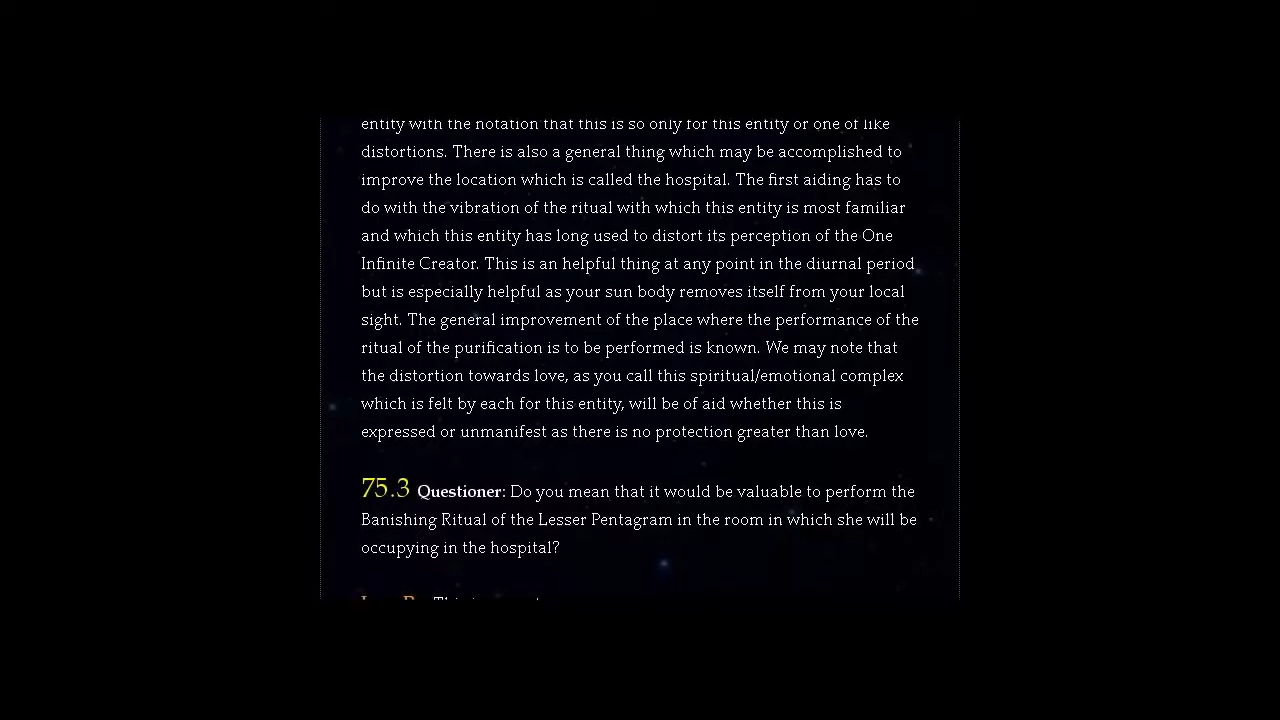 entity with the notation that this is so only for this entity or one of like
distortions. There is also a general thing which may be accomplished to
improve the location which is called the hospital. The first aiding has to
do with the vibration of the ritual with which this entity is most familiar
and which this entity has long used to distort its perception of the One
Infinite Creator. This is an helpful thing at any point in the diurnal period
but is especially helpful as your sun body removes itself from your local
sight. The general improvement of the place where the performance of the
ritual of the purification is to be performed is known. We may note that
the distortion towards love, as you call this spiritual/emotional complex
which is felt by each for this entity, will be of aid whether this is
expressed or unmanifest as there is no protection greater than love.
75.3 Questioner: Do you mean that it would be valuable to perform the
Banishing Ritual of the Lesser Pentagram in the room in which she will be
occupying in the hospital?